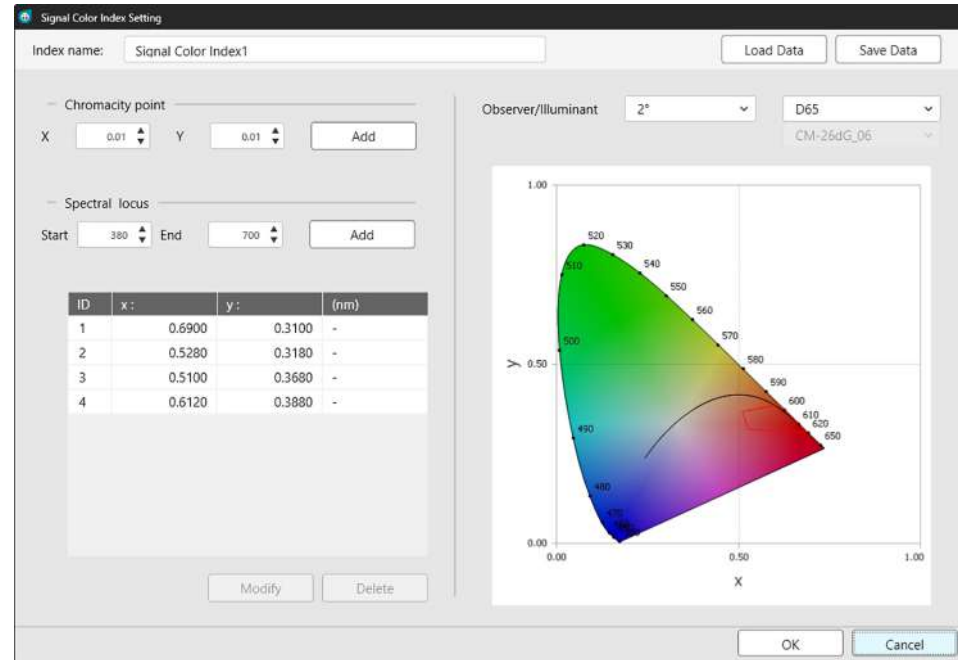 Signal Color Index Setting
Index name: Signal Color Index1 Load Data Save Data
Chromacity point
X 0.01 Y 0.01 Add
Spectral locus
Start 380 End 700 Add
ID x : y : (nm)
1 0.6900 0.3100 -
2 0.5280 0.3180 -
3 0.5100 0.3680 -
4 0.6120 0.3880 -
Modify Delete
Observer/Illuminant 2° D65
CM-26dG_06
1.00
520
530
540
510
550
560
570
500
580
y 0.50
590
600
610
620
490
650
480
470
0.00
0.00 0.50 1.00
X
OK Cancel